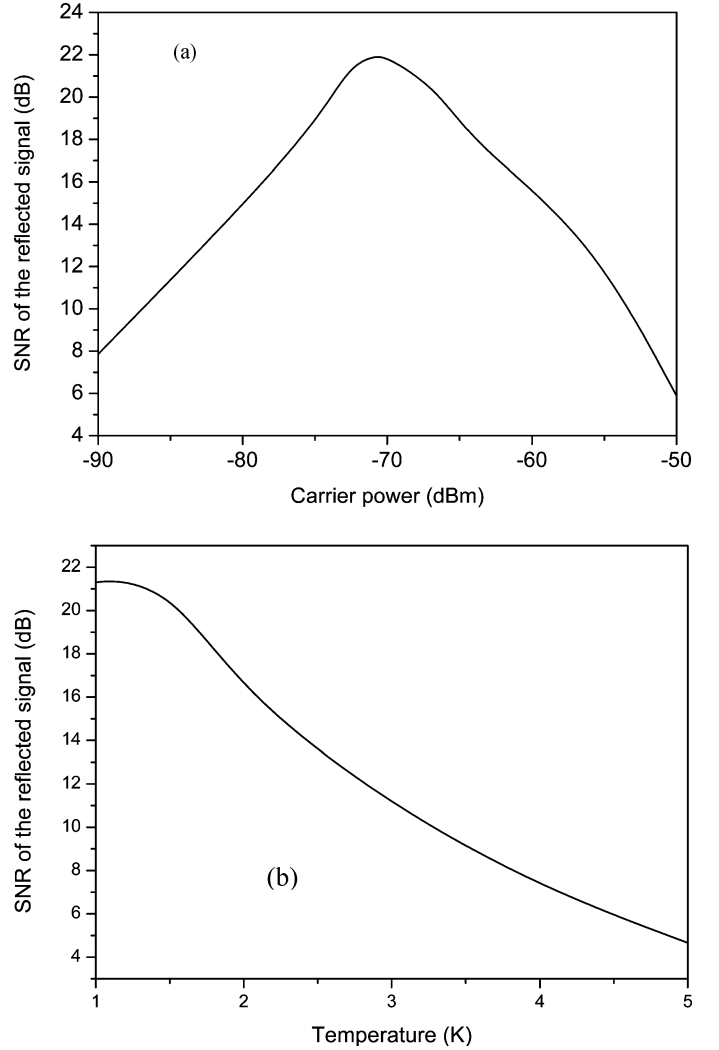 24
(a)
22
20
18
16
14
12
10
8
6
4
SNR of the reflected signal (dB)
-90 -80 -70 -60 -50
Carrier power (dBm)
22
20
18
16
14
12
10
8
6
4
SNR of the reflected signal (dB)
(b)
1 2 3 4 5
Temperature (K)